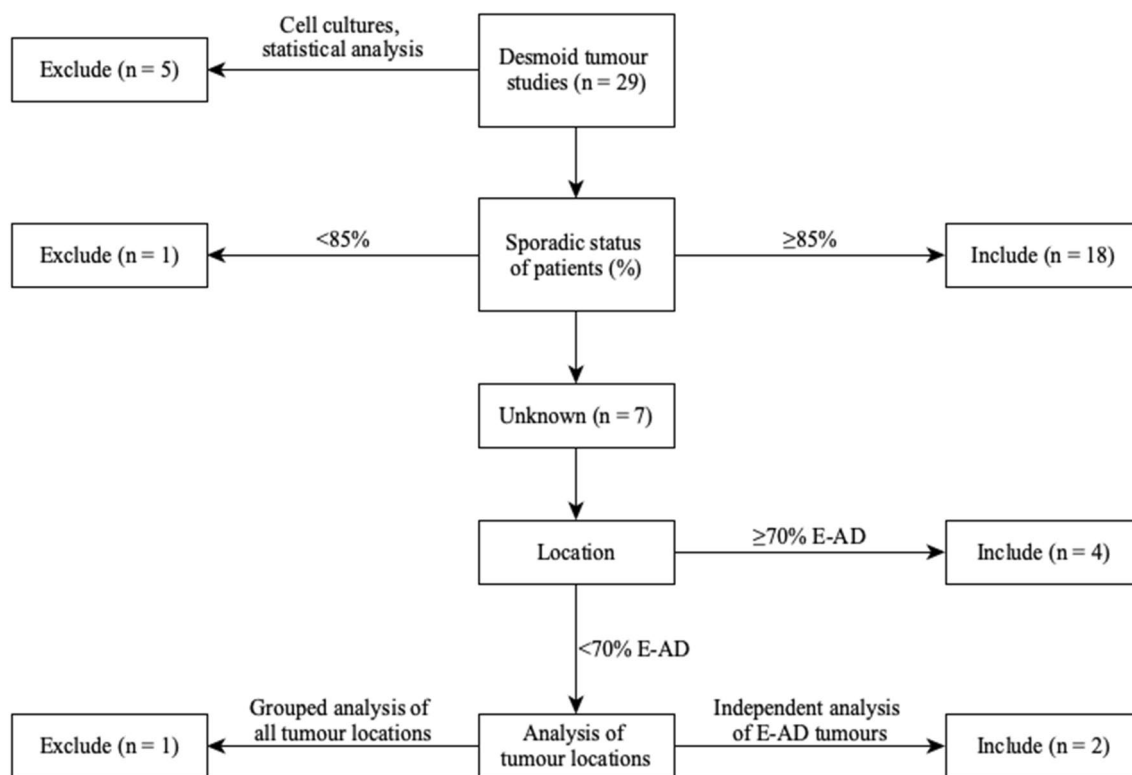 Cell cultures,
statistical analysis
Exclude (n = 5)
Desmoid tumour
studies (n = 29)
Exclude (n = 1)
<85%
Sporadic status
of patients (%)
≥85%
Include (n = 18)
Unknown (n = 7)
Location
≥70% E-AD
Include (n = 4)
<70% E-AD
Exclude (n = 1)
Grouped analysis of
all tumour locations
Analysis of
tumour locations
Independent analysis
of E-AD tumours
Include (n = 2)